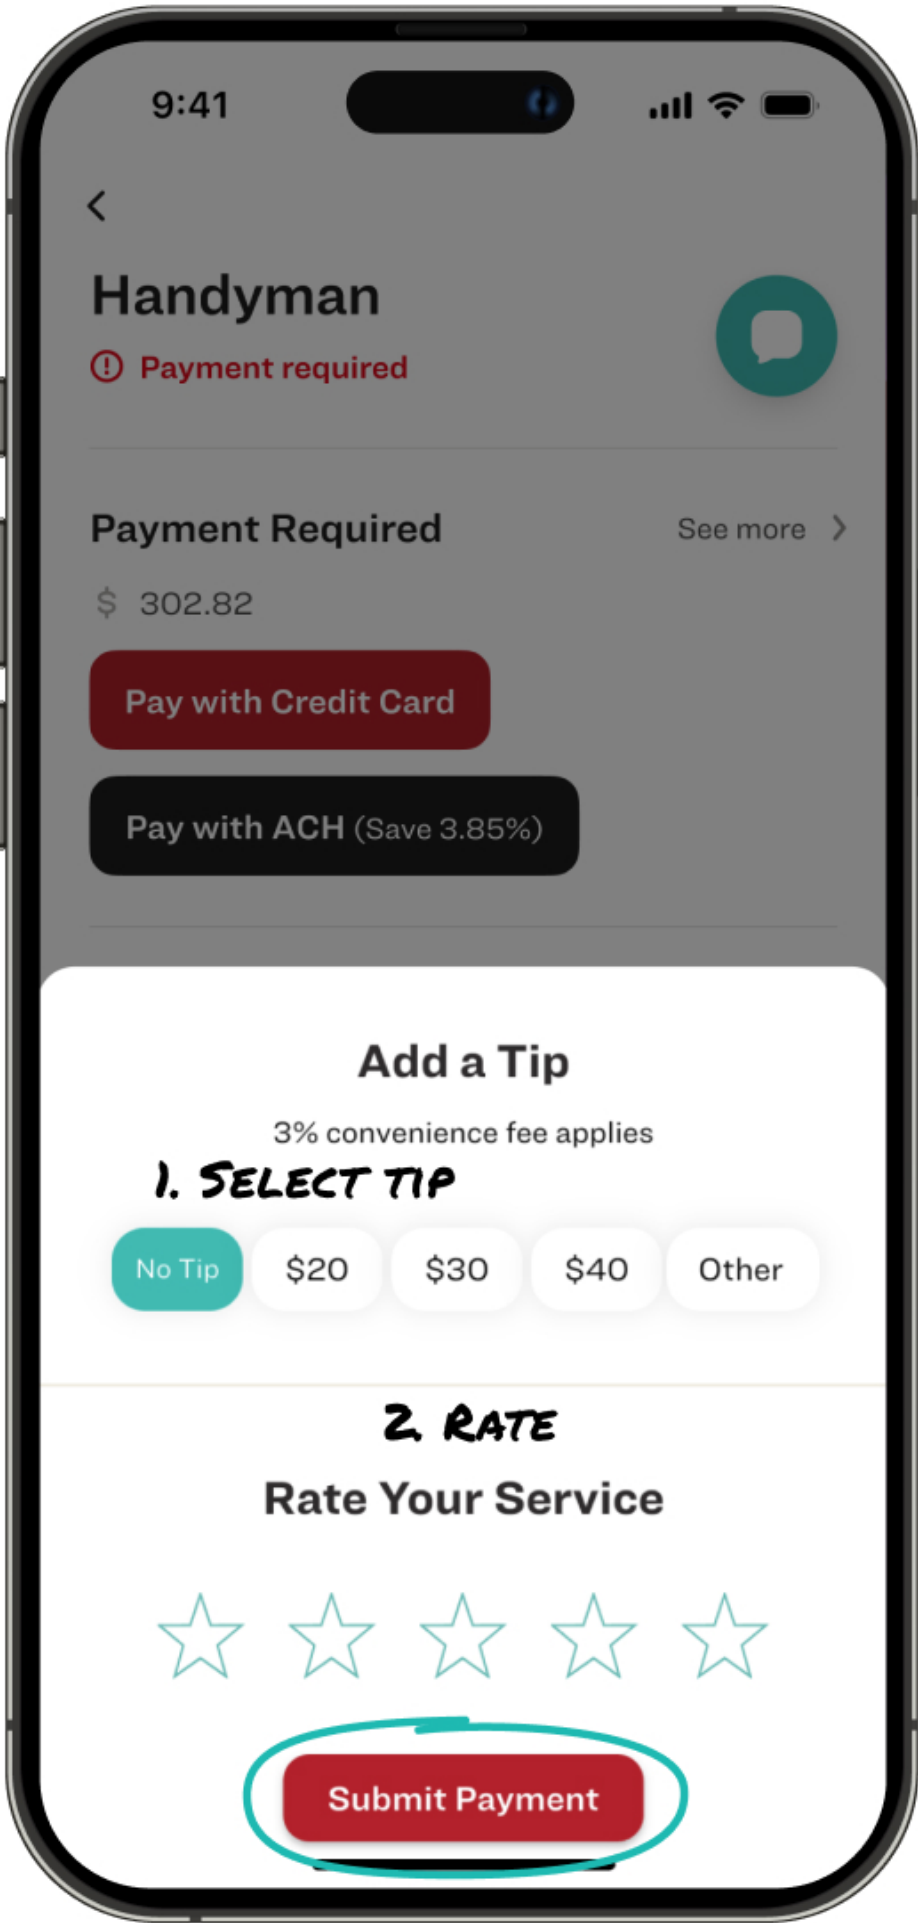 9:41
Handyman
Payment required
Payment Required See more
$ 302.82
Pay with Credit Card
Pay with ACH (Save 3.85%)
Add a Tip
3% convenience fee applies
1. SELECT TIP
No Tip $20 $30 $40 Other
2. RATE
Rate Your Service
Submit Payment